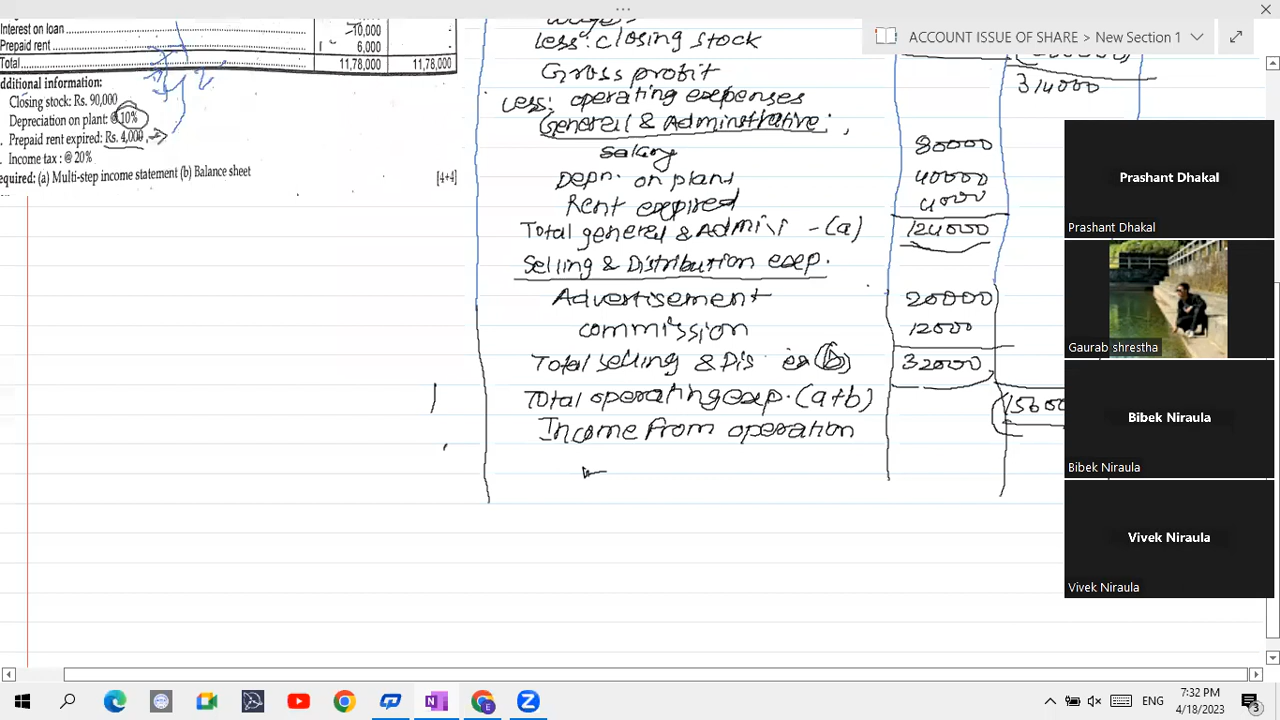 ACCOUNT ISSUE OF SHARE > New Section 1
Interest on loan 10,000 -
Prepaid rent 6,000 -
Total 11,78,000 11,78,000
dditional information:
Closing stock: Rs. 90,000
Depreciation on plant: @ 10%
Prepaid rent expired: Rs. 4,000
Income tax : @ 20%
equired: (a) Multi-step income statement (b) Balance sheet [4+4]
less: closing stock
Gross profit
314000
less: operating expenses
General & Adminstrative:
salary 80000
Depn. on plant 40000
Rent expired 4000
Total general & Admini - (a) 124000
Selling & Distribution exp.
Advertisement 20000
commission 12000
Total selling & Dis. ex (b) 32000
Total operating exp. (a+b)
Income from operation
Prashant Dhakal
Prashant Dhakal
Gaurab shrestha
Bibek Niraula
Bibek Niraula
Vivek Niraula
Vivek Niraula
ENG
7:32 PM
4/18/2023
3